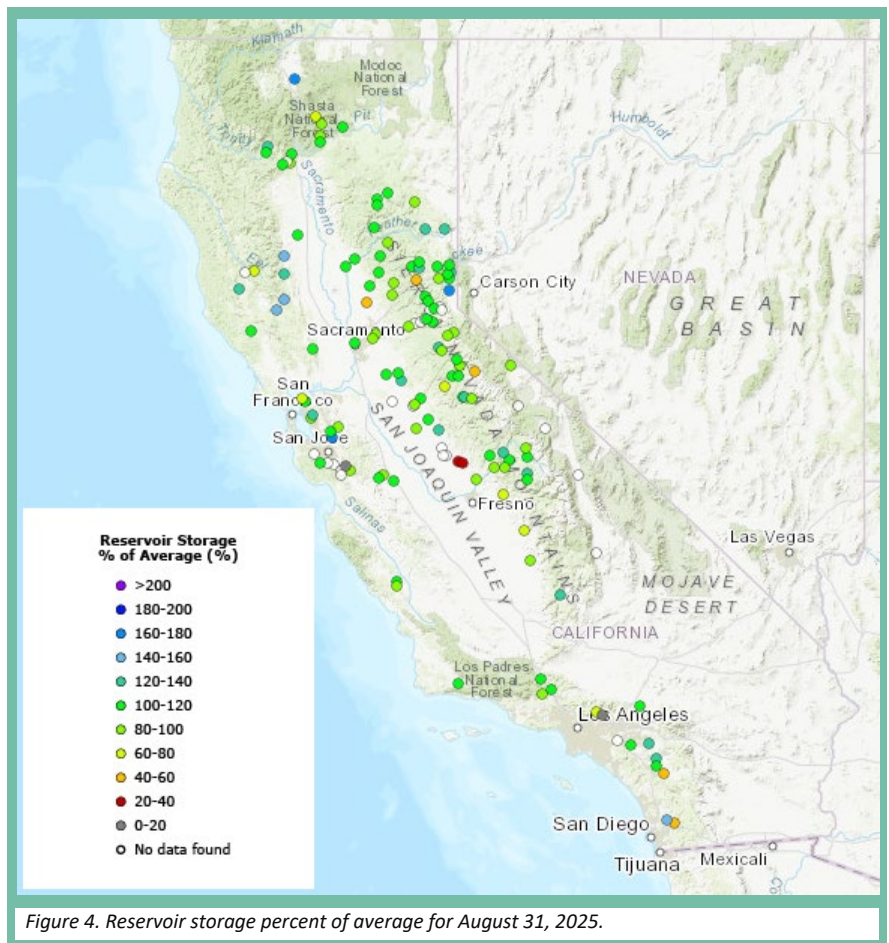 Klamath
Modoc
National
Forest
Shasta
National
Forest
Pit
Trinity
Humboldt
Sacramento
Feather
Eel
Carson City
NEVADA
GREAT
BASIN
Sacramento
SIERRA NEVADA MOUNTAINS
San
Francisco
San Jose
SAN JOAQUIN VALLEY
Salinas
Fresno
Las Vegas
MOJAVE
DESERT
CALIFORNIA
Los Padres
National
Forest
Los Angeles
San Diego
Tijuana
Mexicali
Reservoir Storage
% of Average (%)
>200
180-200
160-180
140-160
120-140
100-120
80-100
60-80
40-60
20-40
0-20
No data found
Figure 4. Reservoir storage percent of average for August 31, 2025.